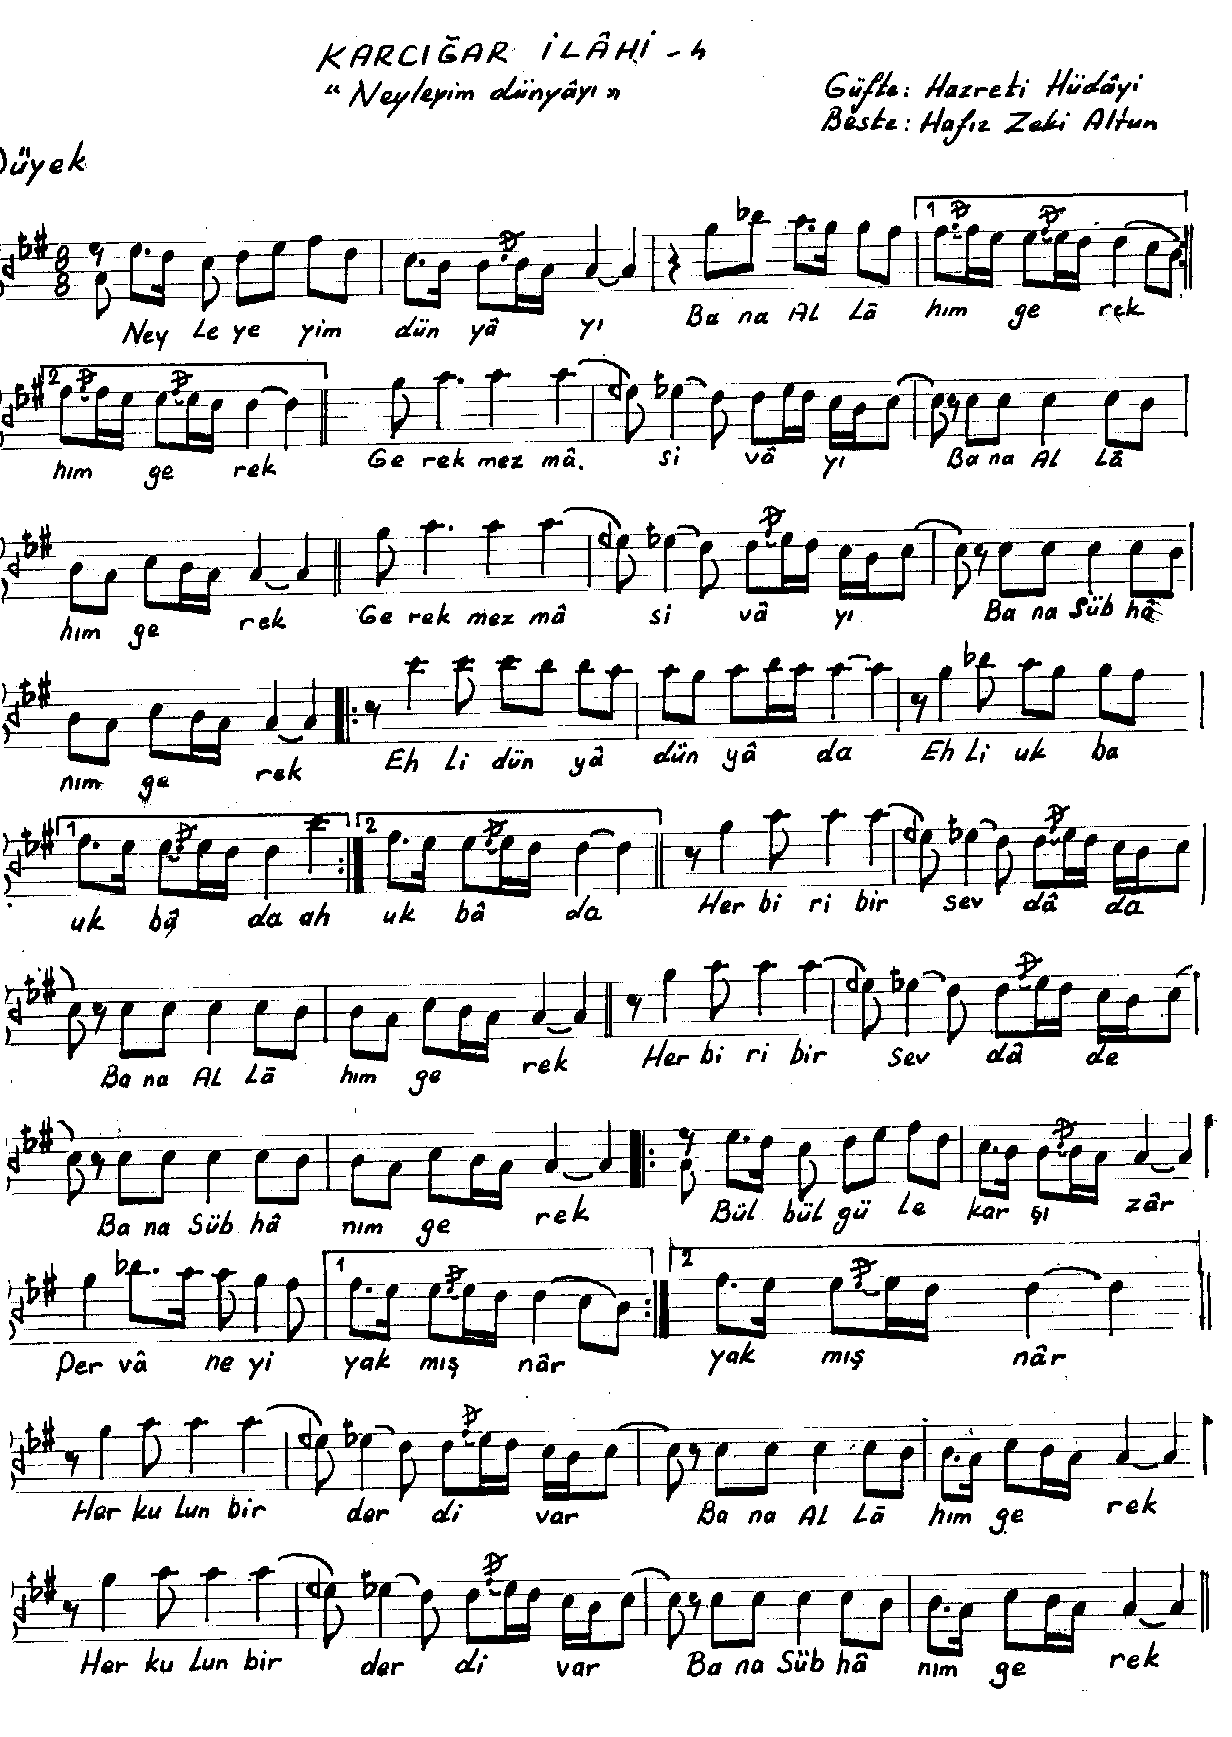 KARCIĞAR İLÂHİ - 4
“Neyleyim dünyâyı”
Güfte: Hazreti Hüdâyi
Beste: Hafız Zeki Altun
Düyek
Ney Le ye yim dün yâ yı Ba na AL Lâ hım ge rek
hım ge rek Ge rek mez mâ. si vâ yı Ba na AL Lâ
hım ge rek Ge rek mez mâ si vâ yı Ba na Süb hâ
nım ge rek Eh Li dün yâ dün yâ da Eh Li uk ba
uk bâ da ah uk bâ da Her bi ri bir sev dâ da
Ba na AL Lâ hım ge rek Her bi ri bir sev dâ de
Ba na Süb hâ nım ge rek Bül bül gü Le kar şı zâr
Per vâ ne yi yak mış nâr yak mış nâr
Her ku Lun bir der di var Ba na AL Lâ hım ge rek
Her ku Lun bir der di var Ba na Süb hâ nım ge rek